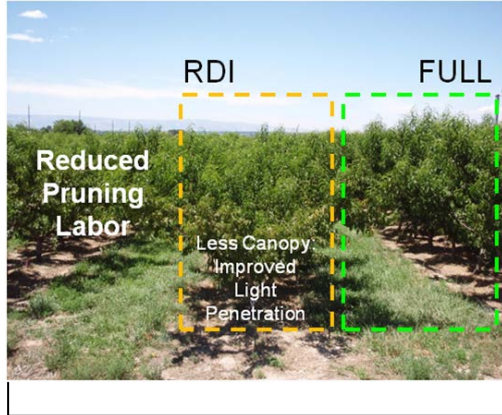 RDI
FULL
Reduced
Pruning
Labor
Less Canopy:
Improved
Light
Penetration